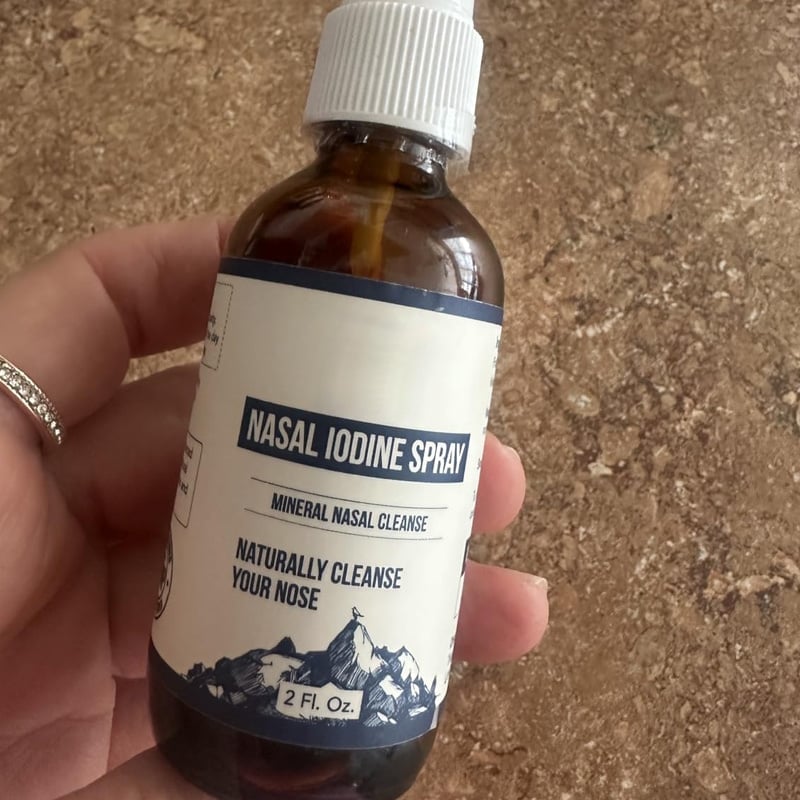 NASAL IODINE SPRAY
MINERAL NASAL CLEANSE
NATURALLY CLEANSE
YOUR NOSE
2 Fl. Oz.